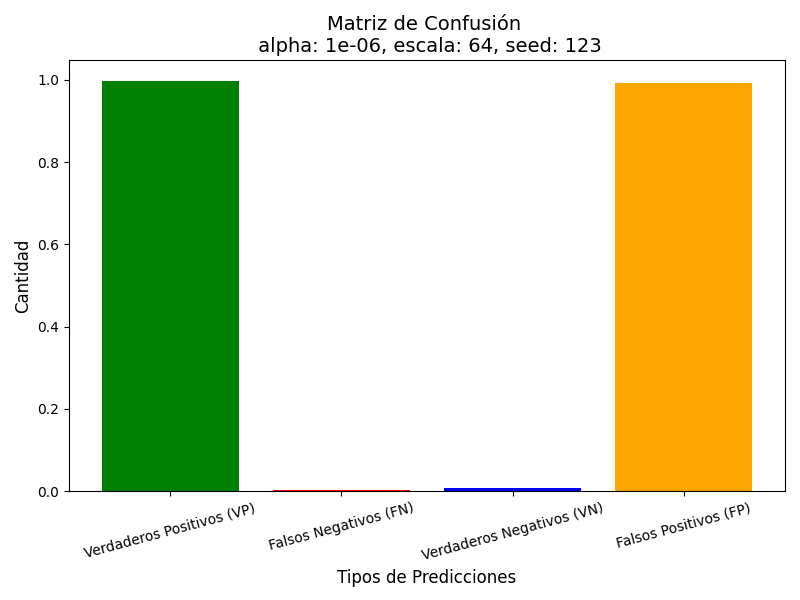 Matriz de Confusión
alpha: 1e-06, escala: 64, seed: 123
1.0
0.8
0.6
0.4
0.2
0.0
Cantidad
Verdaderos Positivos (VP)
Falsos Negativos (FN)
Verdaderos Negativos (VN)
Falsos Positivos (FP)
Tipos de Predicciones